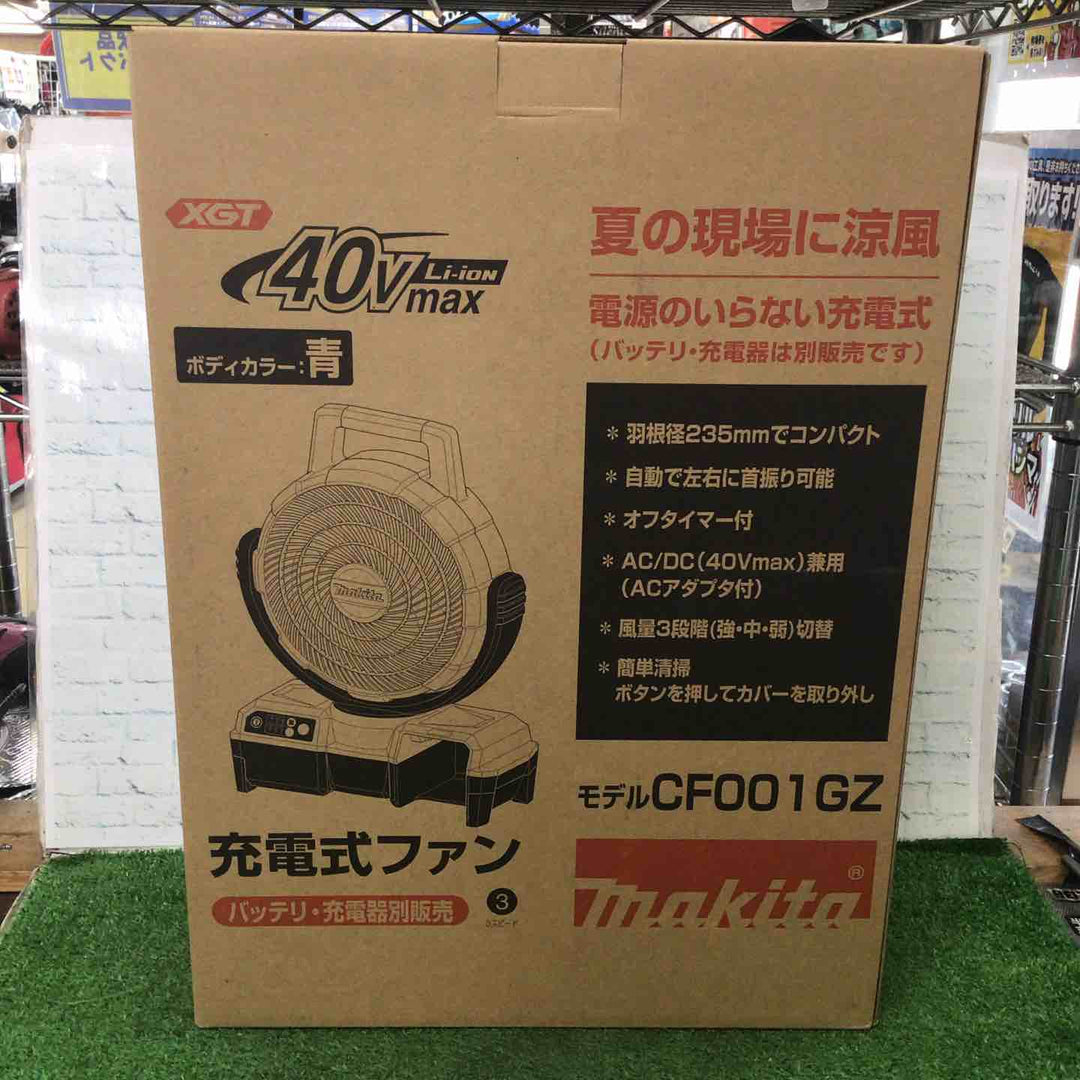 XGT
40Vmax Li-ion
ボディカラー:青
夏の現場に涼風
電源のいらない充電式
(バッテリ・充電器は別販売です)
* 羽根径235mmでコンパクト
* 自動で左右に首振り可能
* オフタイマー付
* AC/DC(40Vmax)兼用
(ACアダプタ付)
* 風量3段階(強・中・弱)切替
* 簡単清掃
ボタンを押してカバーを取り外し
makita
モデルCF001GZ
充電式ファン
バッテリ・充電器別販売
3
makita®